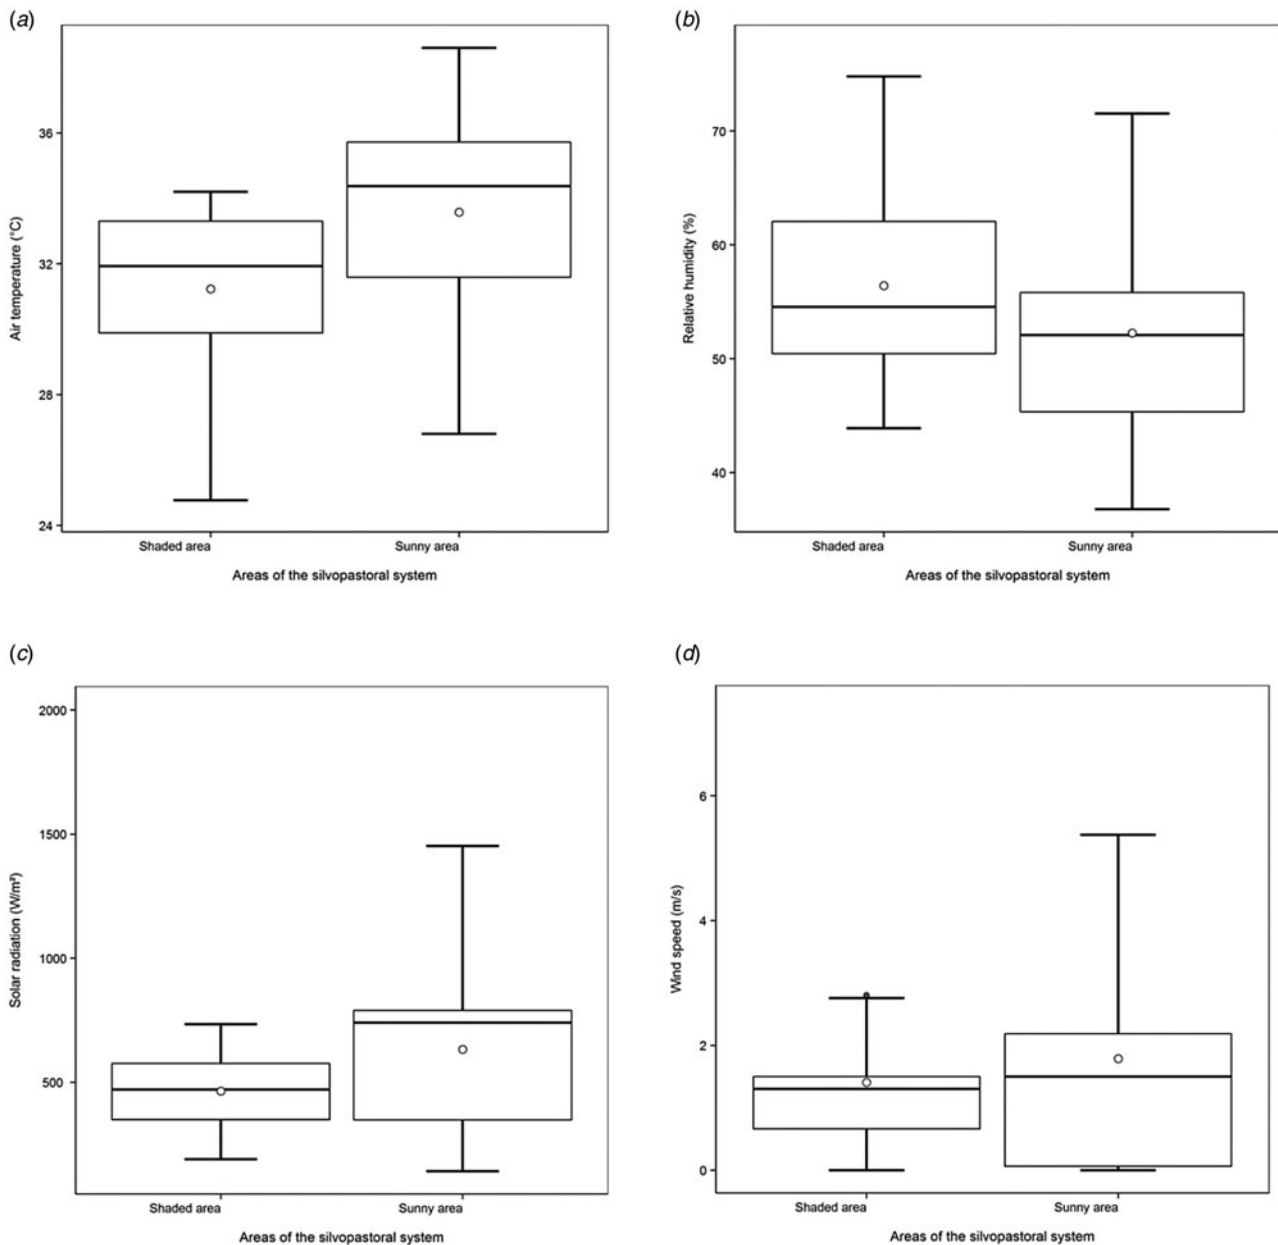 (a)
Air temperature (°C)
36
32
28
24
Shaded area Sunny area
Areas of the silvopastoral system
(b)
Relative humidity (%)
70
60
50
40
Shaded area Sunny area
Areas of the silvopastoral system
(c)
Solar radiation (W/m²)
2000
1500
1000
500
Shaded area Sunny area
Areas of the silvopastoral system
(d)
Wind speed (m/s)
6
4
2
0
Shaded area Sunny area
Areas of the silvopastoral system